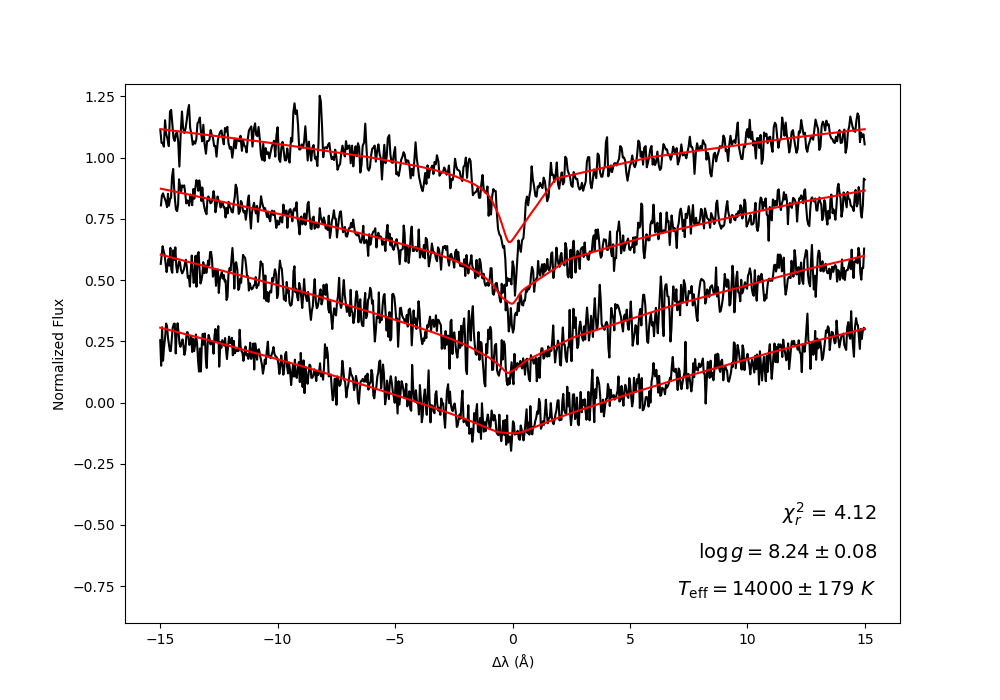 1.25
1.00
0.75
0.50
0.25
0.00
−0.25
−0.50
−0.75
Normalized Flux
χ²ᵣ = 4.12
log g = 8.24 ± 0.08
T_eff = 14000 ± 179 K
−15 −10 −5 0 5 10 15
Δλ (Å)